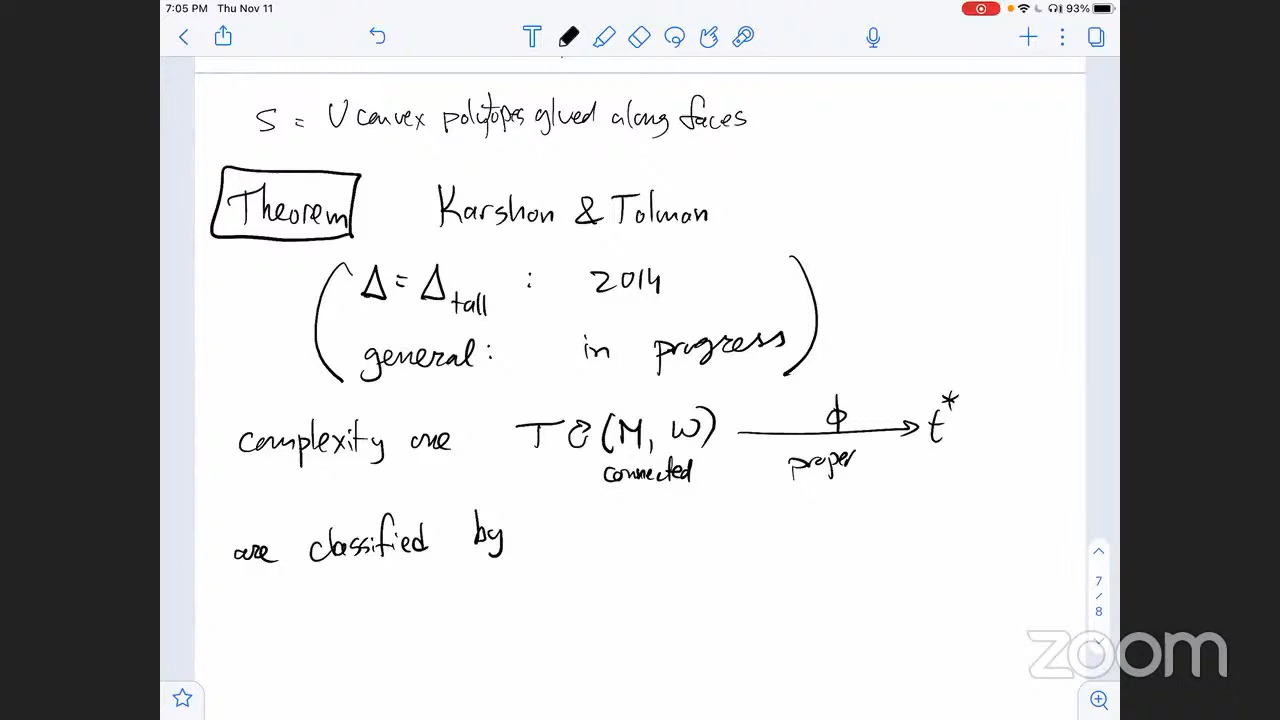 7:05 PM Thu Nov 11
93%
T
S = U convex polytopes glued along faces
Theorem Karshon & Tolman
( Δ = Δ_tall : 2014
general : in progress )
complexity one T ↻ (M, ω) —ϕ→ t*
connected proper
are classified by
7
/
8
zoom